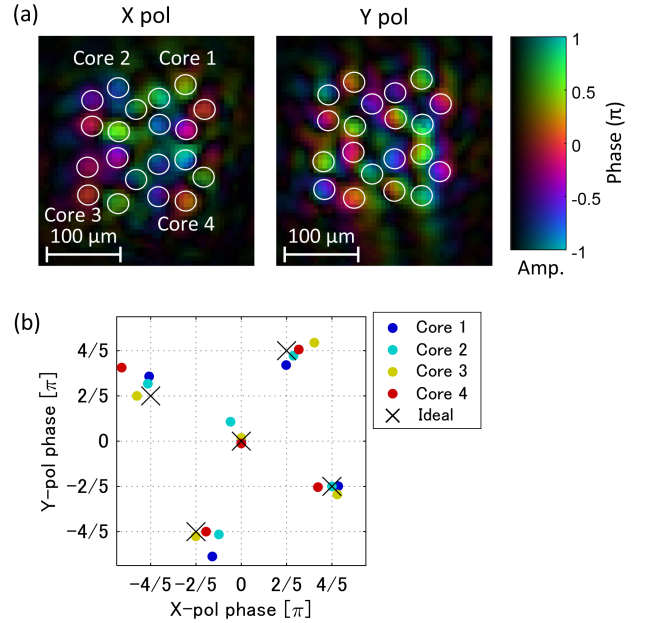 (a)
X pol
Y pol
Core 2
Core 1
Core 3
Core 4
100 μm
100 μm
1
0.5
0
-0.5
-1
Phase (π)
Amp.
(b)
4/5
2/5
0
-2/5
-4/5
Y-pol phase [π]
-4/5
-2/5
0
2/5
4/5
X-pol phase [π]
Core 1
Core 2
Core 3
Core 4
Ideal